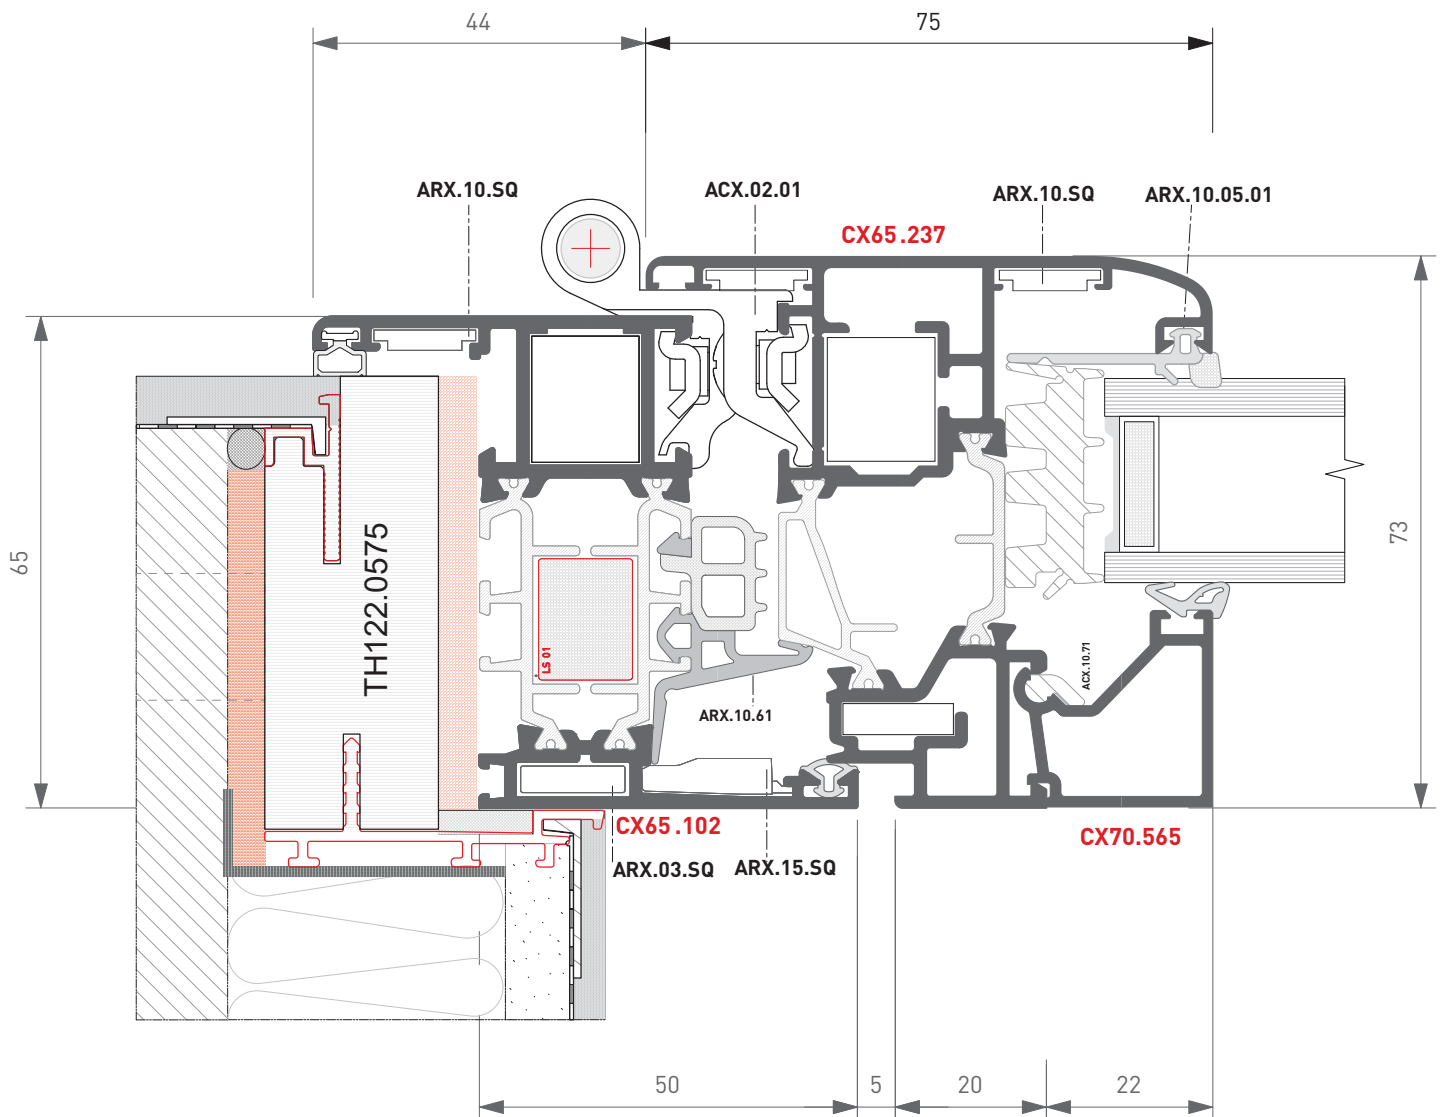 44
75
ARX.10.SQ
ACX.02.01
ARX.10.SQ
ARX.10.05.01
CX65.237
65
73
TH122.0575
LS 01
ACX.10.71
ARX.10.61
CX65.102
CX70.565
ARX.03.SQ
ARX.15.SQ
50
5
20
22